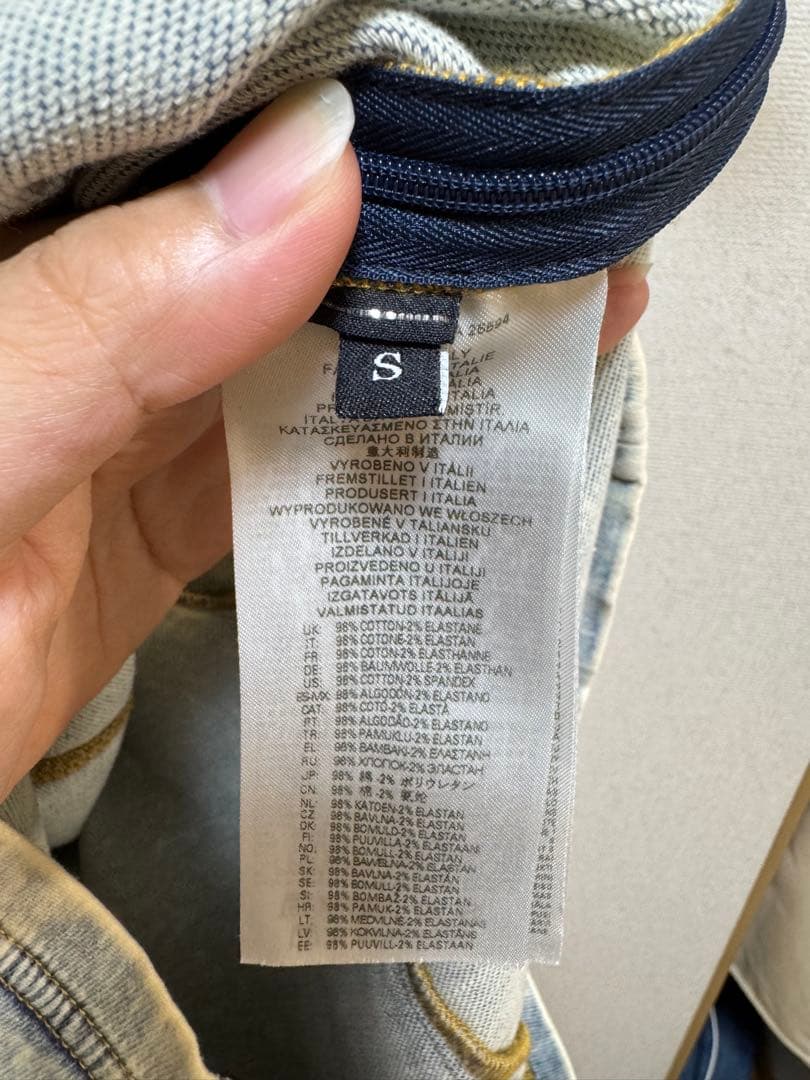 S
A 26694
LY
TALIE
ALIA
ALIA
TALIA
MISTIR
ITAL
ΚΑΤΑΣΚΕΥΑΣΜΕΝΟ ΣΤΗΝ ΙΤΑΛΙΑ
СДЕЛАНО В ИТАЛИИ
意大利制造
VYROBENO V ITÁLII
FREMSTILLET I ITALIEN
PRODUSERT I ITALIA
WYPRODUKOWANO WE WŁOSZECH
VYROBENÉ V TALIANSKU
TILLVERKAD I ITALIEN
IZDELANO V ITALIJI
PROIZVEDENO U ITALIJI
PAGAMINTA ITALIJOJE
IZGATAVOTS ITĀLIJĀ
VALMISTATUD ITAALIAS
UK: 98% COTTON-2% ELASTANE
IT: 98% COTONE-2% ELASTAN
FR: 98% COTON-2% ELASTHANNE
DE: 98% BAUMWOLLE-2% ELASTHAN
US: 98% COTTON-2% SPANDEX
ES-MX: 98% ALGODÓN-2% ELASTANO
CAT: 98% COTÓ-2% ELASTÀ
PT: 98% ALGODÃO-2% ELASTANO
TR: 98% PAMUKLU-2% ELASTAN
EL: 98% ΒΑΜΒΑΚΙ-2% ΕΛΑΣΤΑΝΗ
RU: 98% ХЛОПОК-2% ЭЛАСТАН
JP: 98% 綿 -2% ポリウレタン
CN: 98% 棉 -2% 氨纶
NL: 98% KATOEN-2% ELASTAN
CZ: 98% BAVLNA-2% ELASTAN
DK: 98% BOMULD-2% ELASTAN
FI: 98% PUUVILLA-2% ELASTAANI
NO: 98% BOMULL-2% ELASTAN
PL: 98% BAWEŁNA-2% ELASTAN
SK: 98% BAVLNA-2% ELASTAN
SE: 98% BOMULL-2% ELASTAN
SI: 98% BOMBAŽ-2% ELASTAN
HR: 98% PAMUK-2% ELASTAN
LT: 98% MEDVILNĖ-2% ELASTANAS
LV: 98% KOKVILNA-2% ELASTĀNS
EE: 98% PUUVILL-2% ELASTAAN